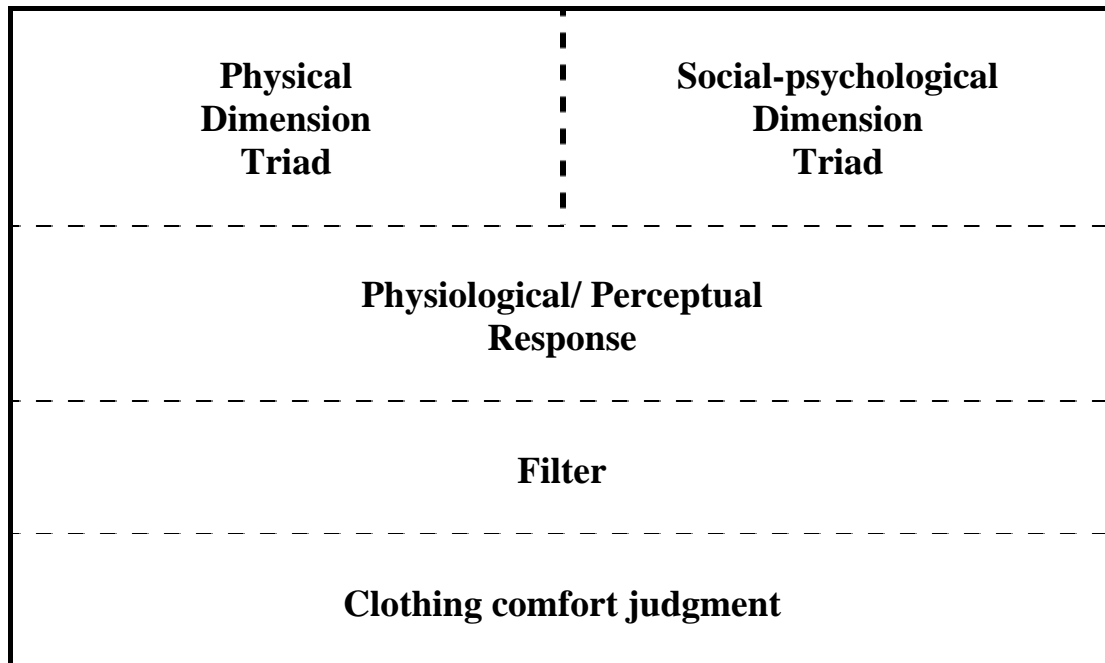 Physical
Dimension
Triad
Social-psychological
Dimension
Triad
Physiological/ Perceptual
Response
Filter
Clothing comfort judgment